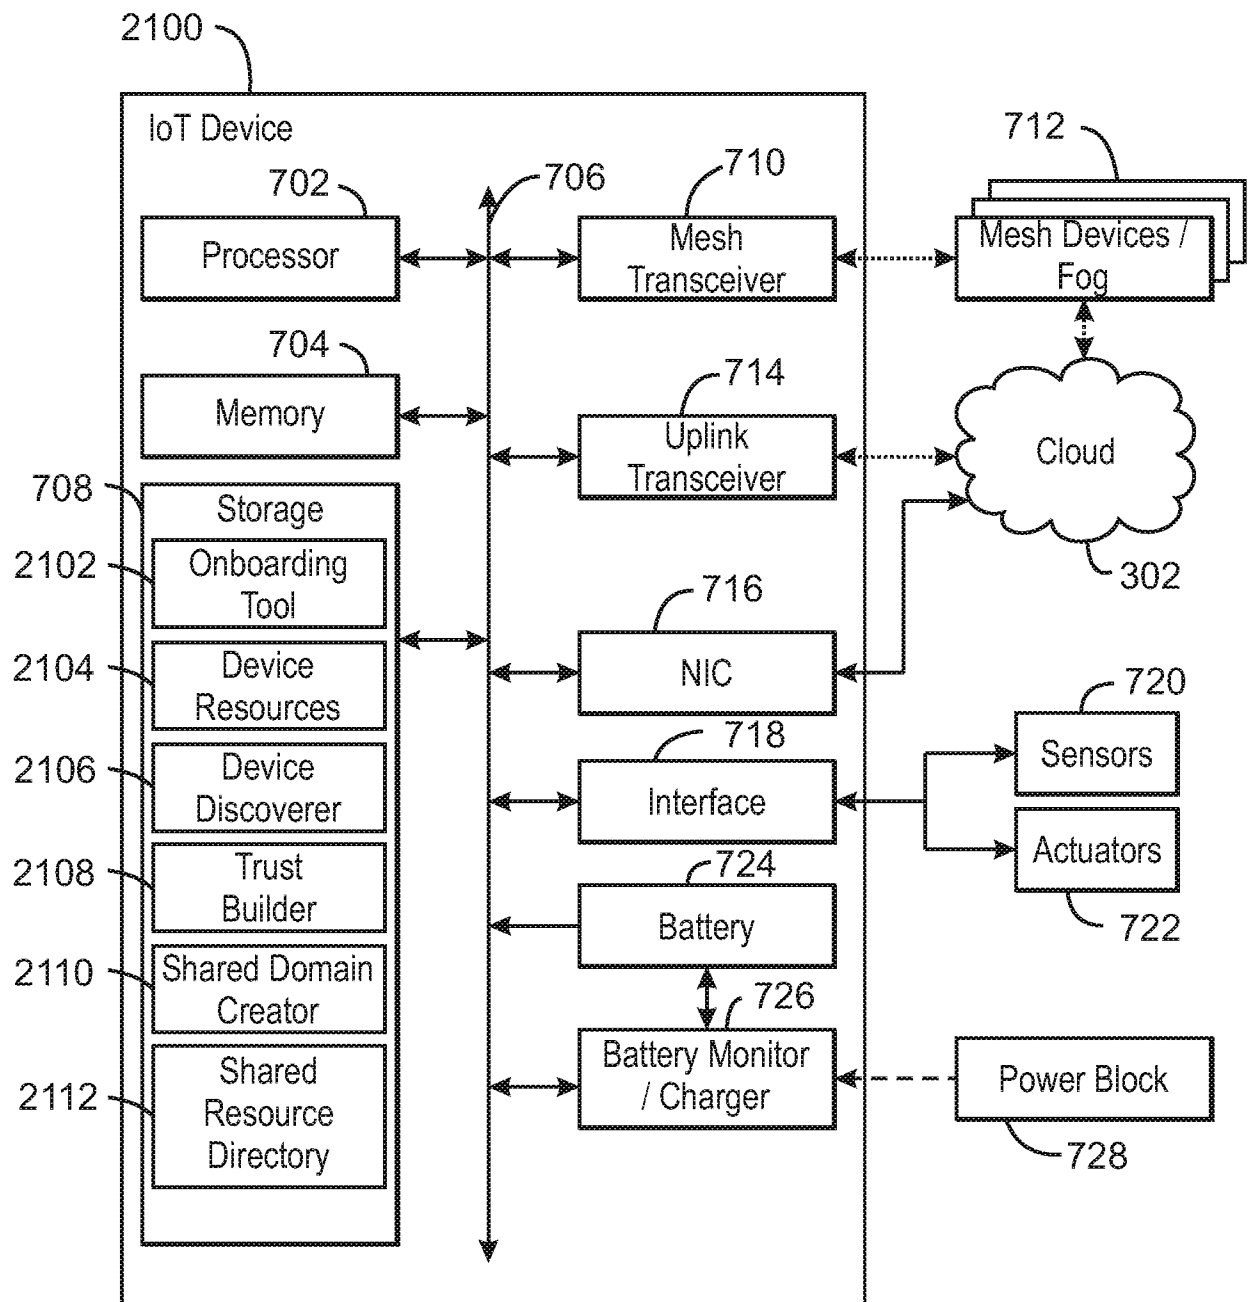 2100
IoT Device
702
Processor
706
710
Mesh
Transceiver
712
Mesh Devices /
Fog
704
Memory
714
Uplink
Transceiver
Cloud
302
708
Storage
2102
Onboarding
Tool
2104
Device
Resources
2106
Device
Discoverer
2108
Trust
Builder
2110
Shared Domain
Creator
2112
Shared
Resource
Directory
716
NIC
718
Interface
720
Sensors
Actuators
722
724
Battery
726
Battery Monitor
/ Charger
Power Block
728